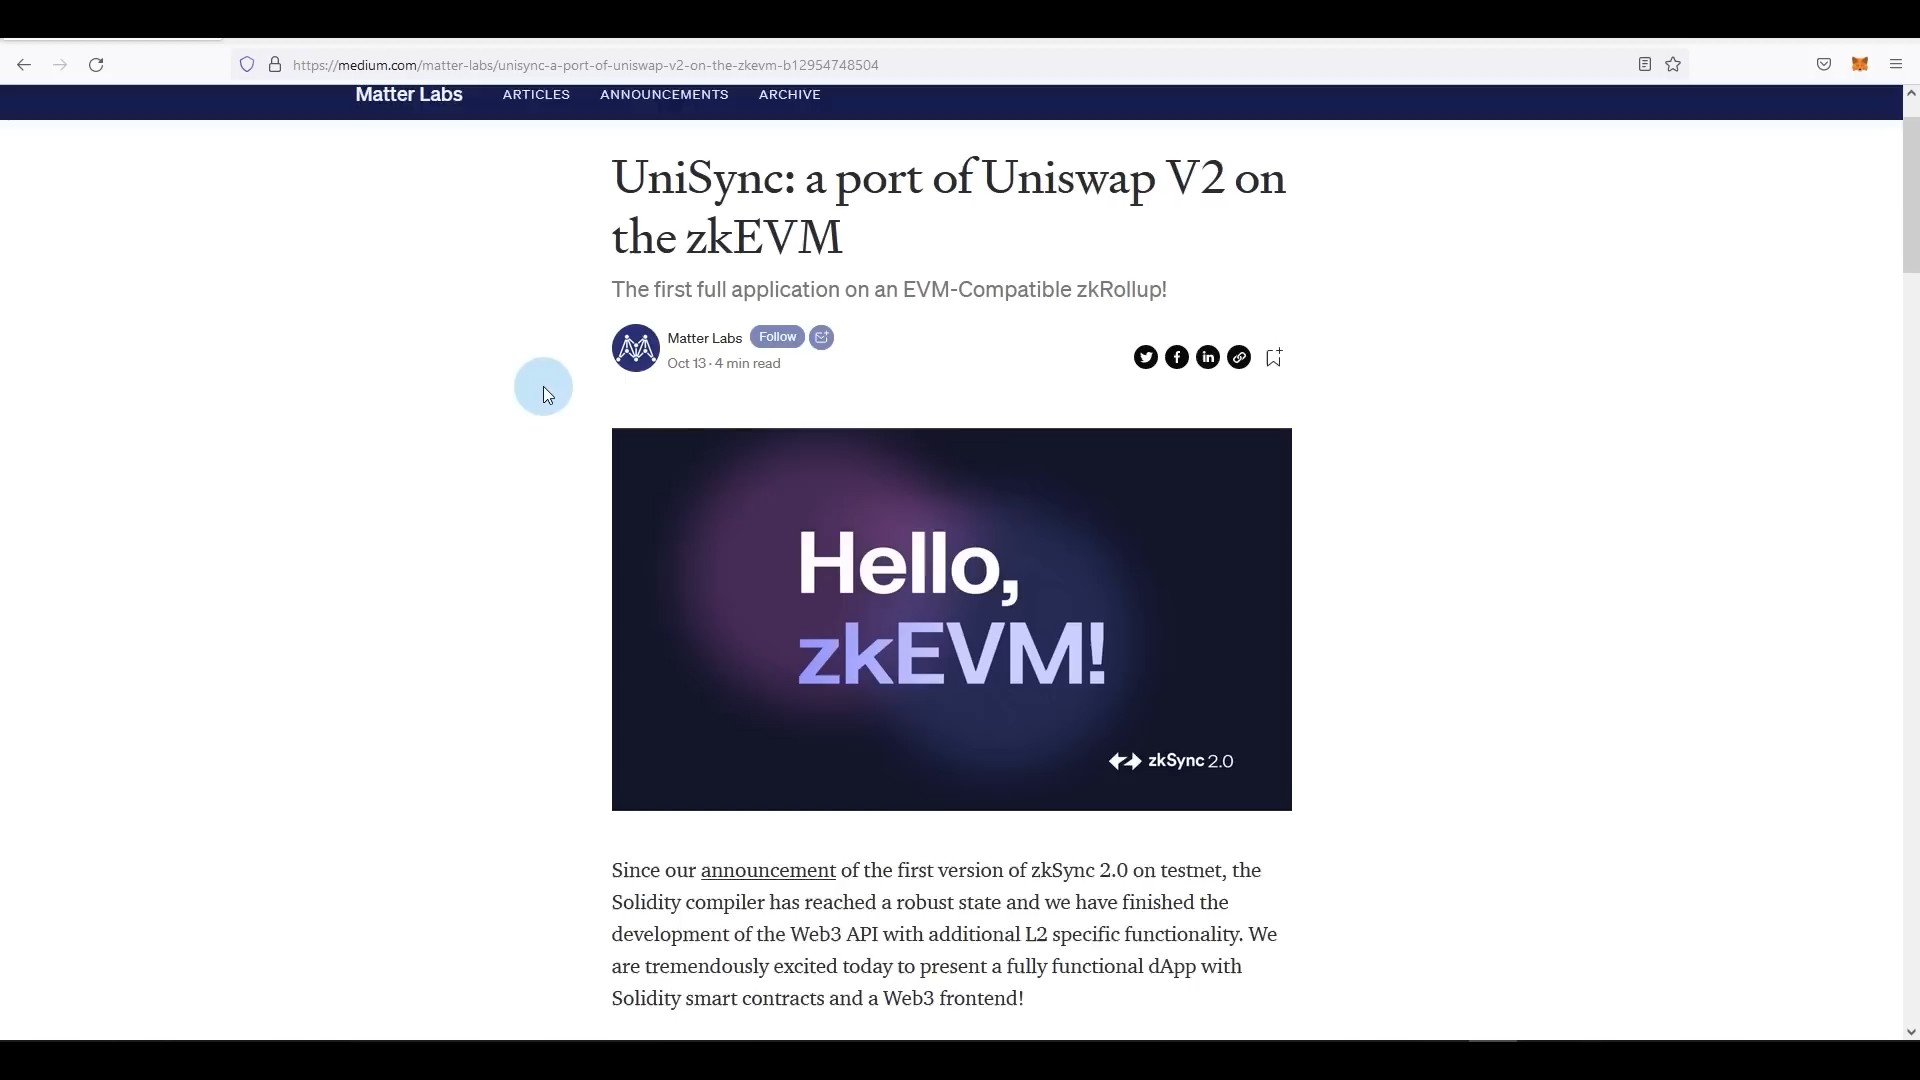 https://medium.com/matter-labs/unisync-a-port-of-uniswap-v2-on-the-zkevm-b12954748504
Matter Labs ARTICLES ANNOUNCEMENTS ARCHIVE
UniSync: a port of Uniswap V2 on
the zkEVM
The first full application on an EVM-Compatible zkRollup!
Matter Labs Follow
Oct 13 · 4 min read
Hello,
zkEVM!
zkSync 2.0
Since our announcement of the first version of zkSync 2.0 on testnet, the
Solidity compiler has reached a robust state and we have finished the
development of the Web3 API with additional L2 specific functionality. We
are tremendously excited today to present a fully functional dApp with
Solidity smart contracts and a Web3 frontend!